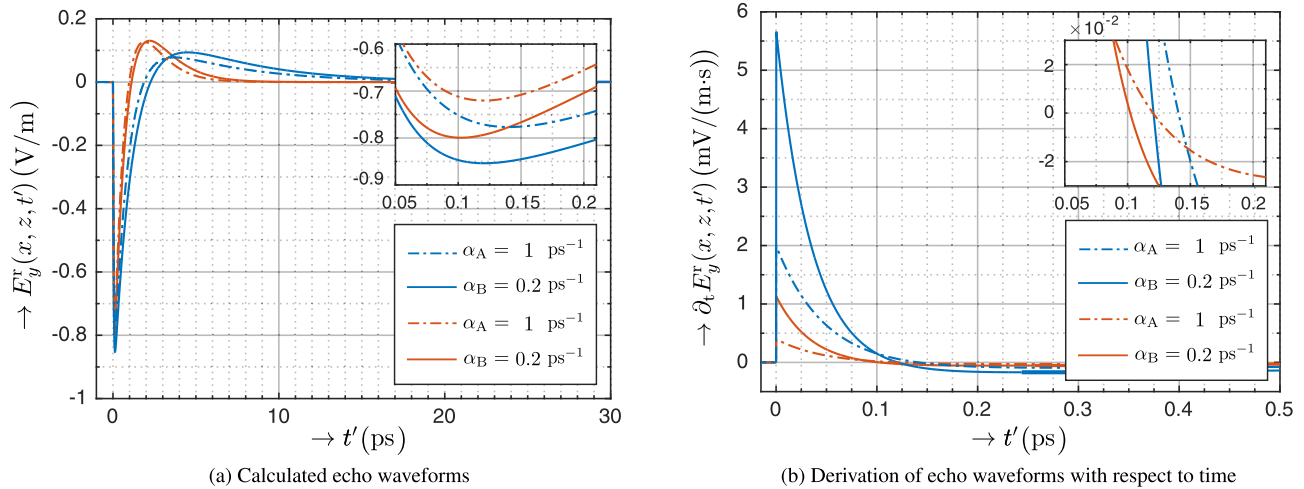 0.2
0
-0.2
-0.4
-0.6
-0.8
-1
→ E_y^r(x, z, t′) (V/m)
0 10 20 30
→ t′(ps)
-0.6
-0.7
-0.8
-0.9
0.05 0.1 0.15 0.2
α_A = 1 ps⁻¹
α_B = 0.2 ps⁻¹
α_A = 1 ps⁻¹
α_B = 0.2 ps⁻¹
(a) Calculated echo waveforms
6
5
4
3
2
1
0
→ ∂_t E_y^r(x, z, t′) (mV/(m·s))
0 0.1 0.2 0.3 0.4 0.5
→ t′(ps)
×10⁻²
2
0
-2
0.05 0.1 0.15 0.2
α_A = 1 ps⁻¹
α_B = 0.2 ps⁻¹
α_A = 1 ps⁻¹
α_B = 0.2 ps⁻¹
(b) Derivation of echo waveforms with respect to time